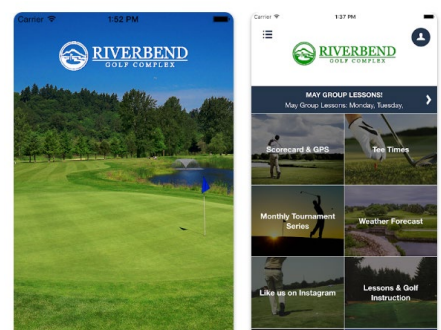 Carrier 1:52 PM
RIVERBEND
GOLF COMPLEX
Carrier 1:37 PM
RIVERBEND
GOLF COMPLEX
MAY GROUP LESSONS!
May Group Lessons: Monday, Tuesday,
Scorecard & GPS
Tee Times
Monthly Tournament
Series
Weather Forecast
Like us on Instagram
Lessons & Golf
Instruction